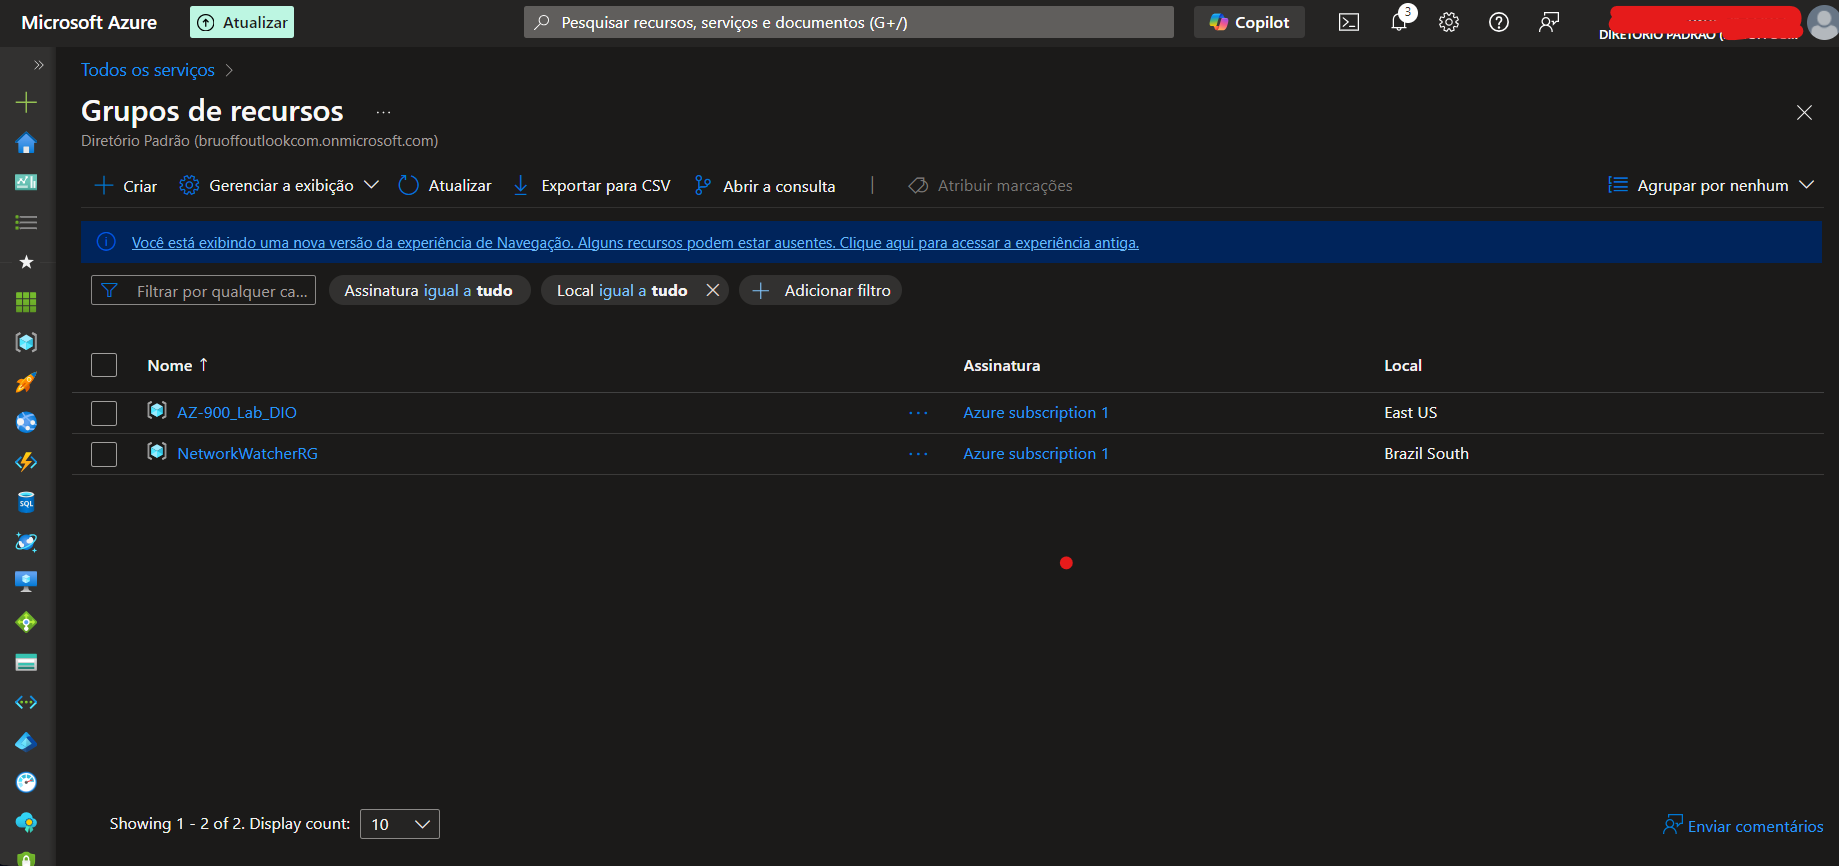 Microsoft Azure
Atualizar
Pesquisar recursos, serviços e documentos (G+/)
Copilot
3
DIRETÓRIO PADRÃO (
Todos os serviços
Grupos de recursos
Diretório Padrão (bruoffoutlookcom.onmicrosoft.com)
Criar
Gerenciar a exibição
Atualizar
Exportar para CSV
Abrir a consulta
Atribuir marcações
Agrupar por nenhum
Você está exibindo uma nova versão da experiência de Navegação. Alguns recursos podem estar ausentes. Clique aqui para acessar a experiência antiga.
Filtrar por qualquer ca...
Assinatura igual a tudo
Local igual a tudo
Adicionar filtro
Nome ↑ Assinatura Local
AZ-900_Lab_DIO ... Azure subscription 1 East US
NetworkWatcherRG ... Azure subscription 1 Brazil South
SQL
Showing 1 - 2 of 2. Display count: 10
Enviar comentários